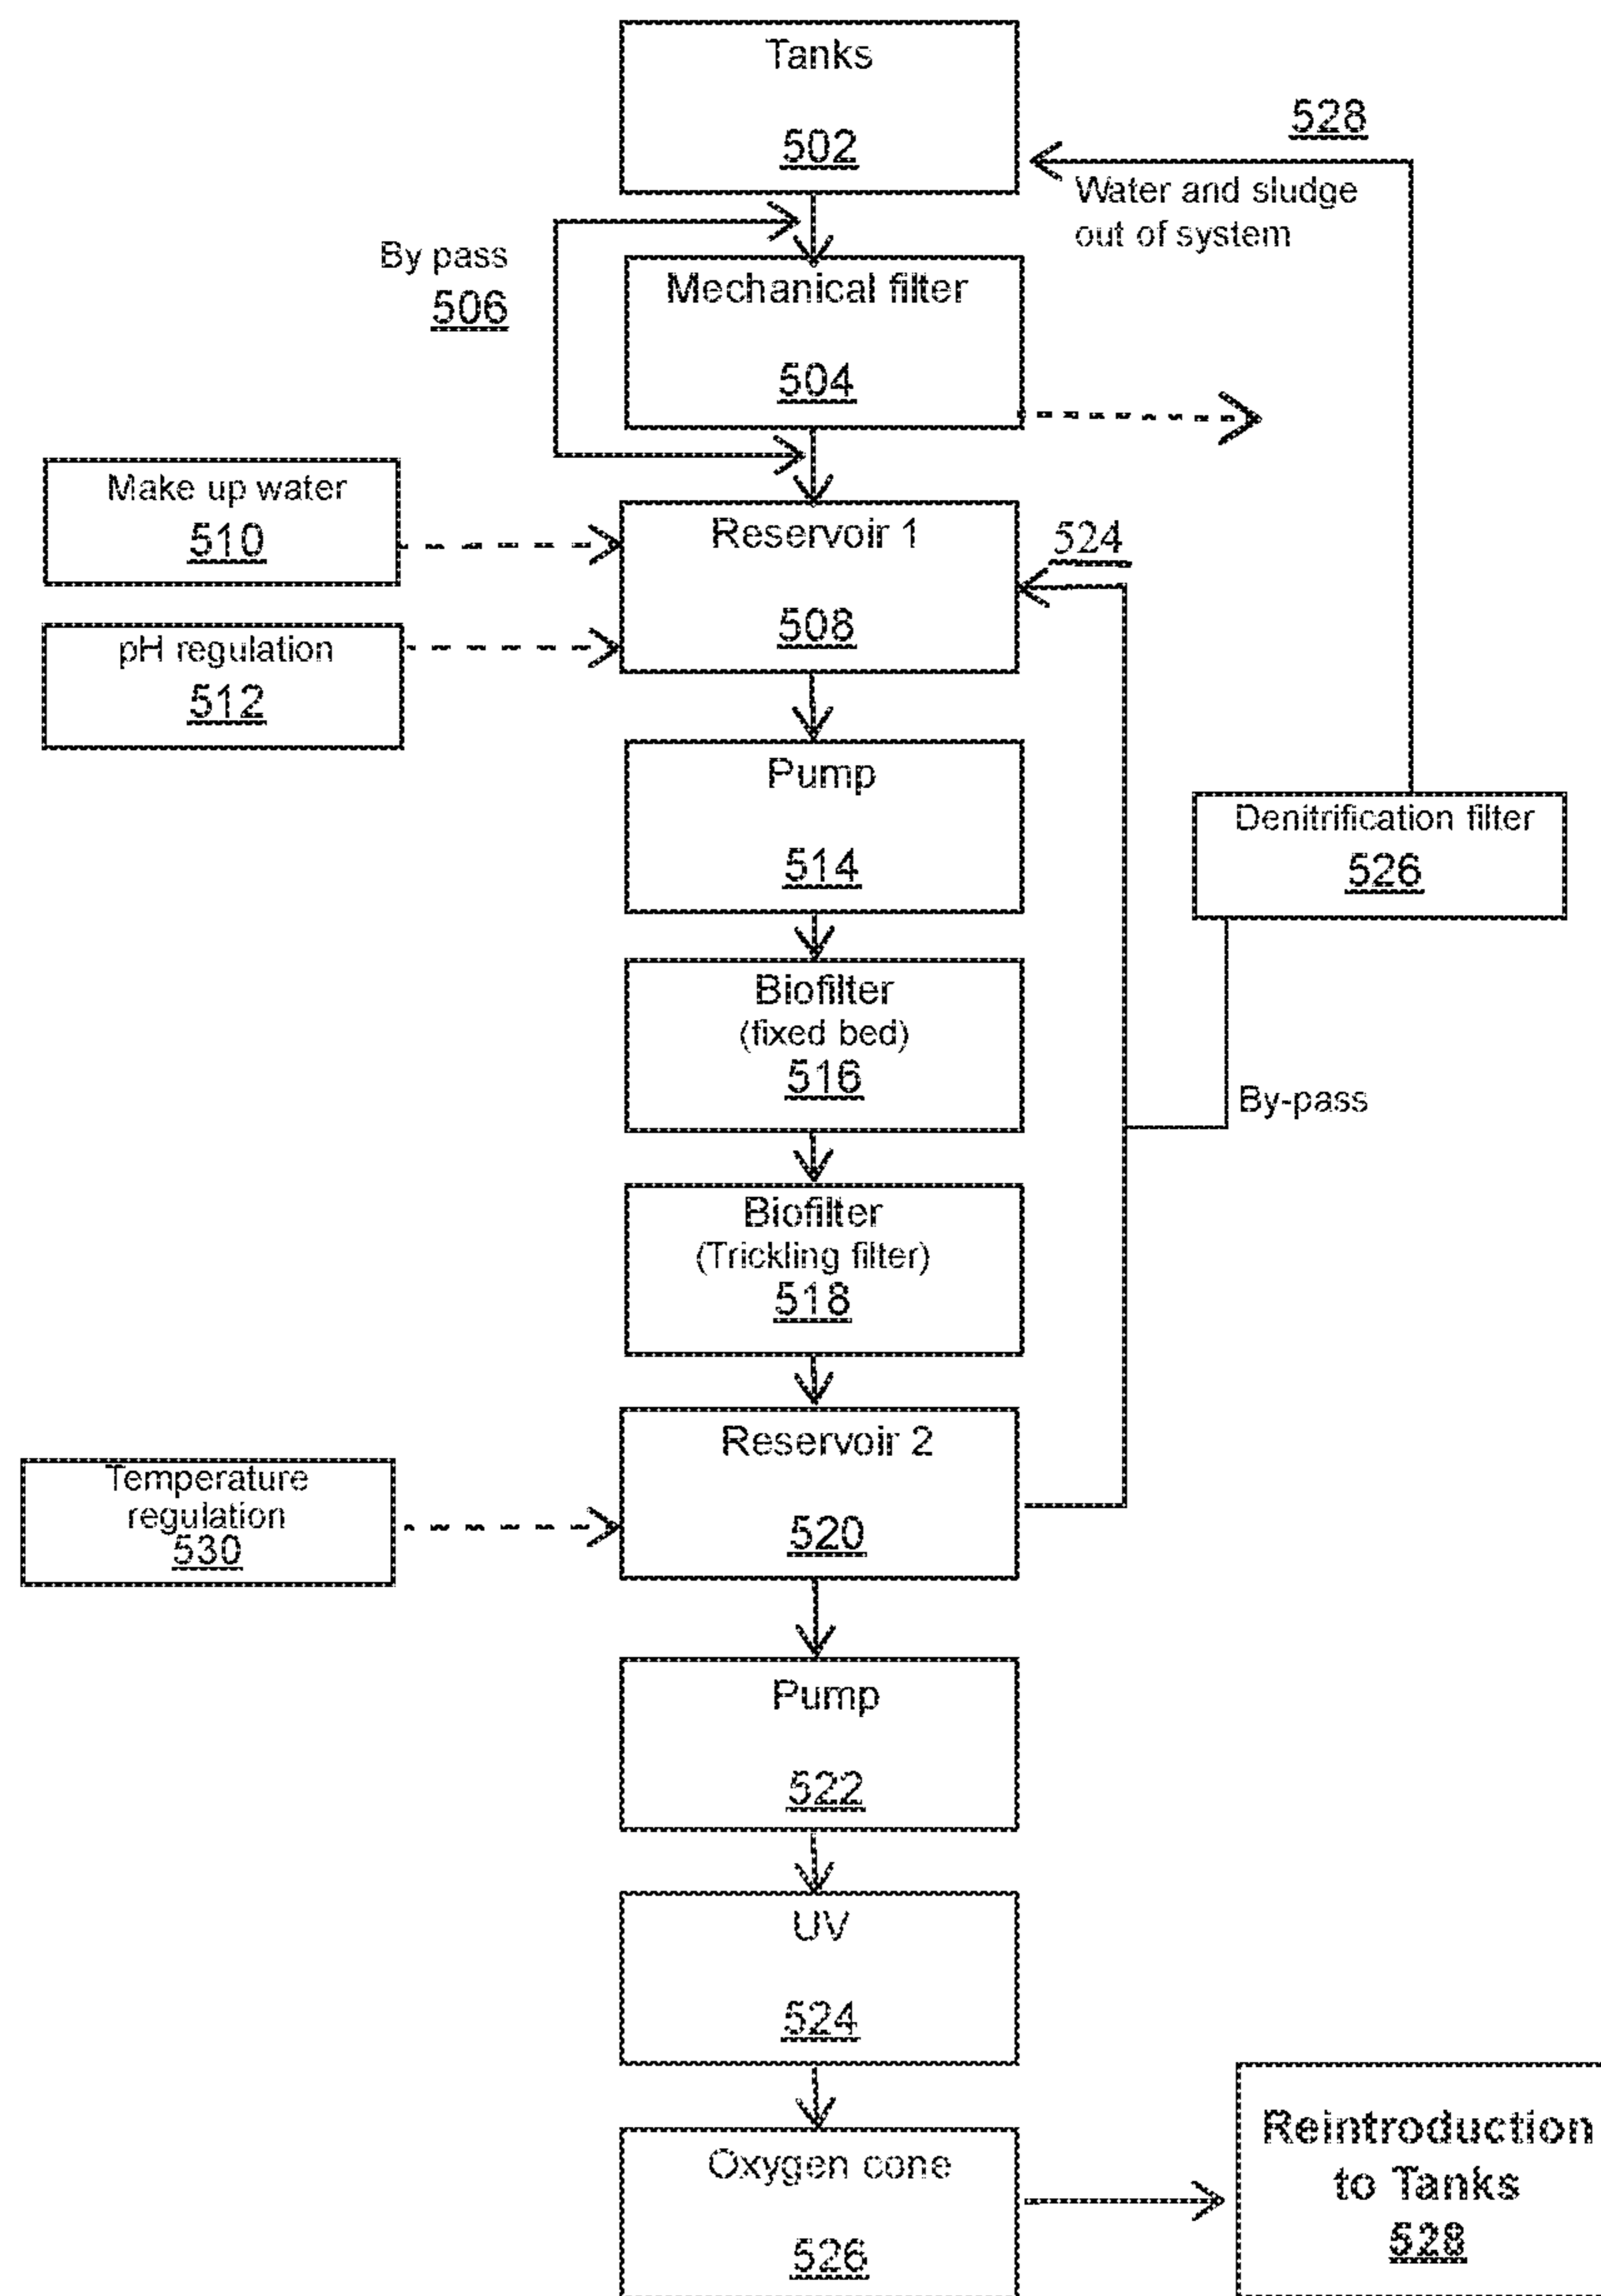 Tanks
502
528
Water and sludge
out of system
By pass
506
Mechanical filter
504
Make up water
510
Reservoir 1
508
524
pH regulation
512
Pump
514
Denitrification filter
526
Biofilter
(fixed bed)
516
By-pass
Biofilter
(Trickling filter)
518
Reservoir 2
520
Temperature
regulation
530
Pump
522
UV
524
Oxygen cone
526
Reintroduction
to Tanks
528